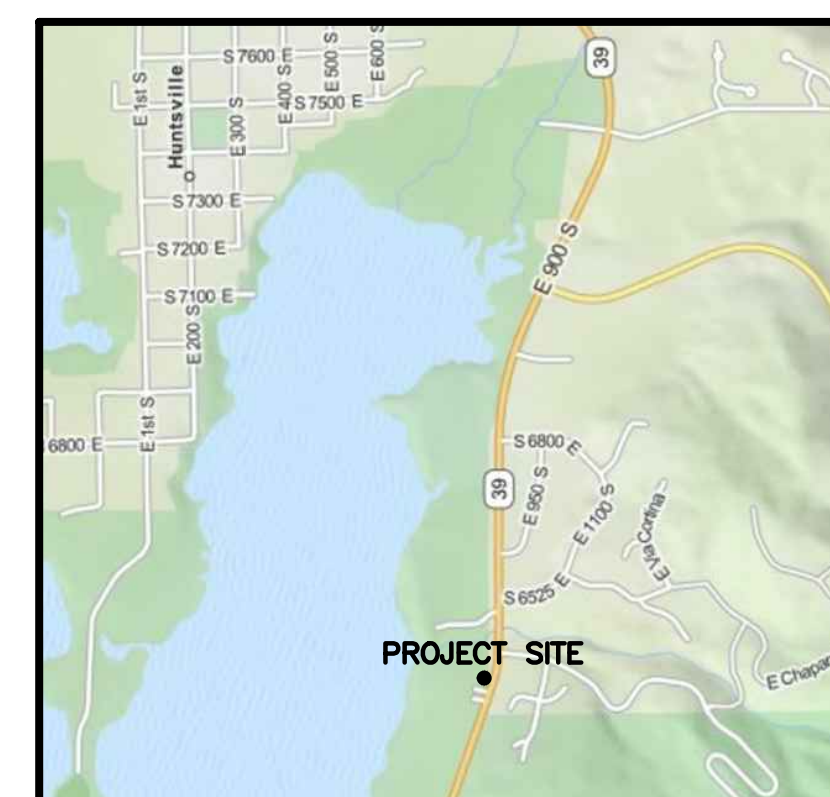 S 7600 E
E 1st S
E 500 S
E 600 S
39
Huntsville
E 400 S
S 7500 E
E 300 S
S 7300 E
S 7200 E
E 900 S
S 7100 E
E 200 S
6800 E
E 1st S
S 6800 E
39
E 950 S
E 1100 S
E Via Cortina
S 6525 E
PROJECT SITE
E Chapar